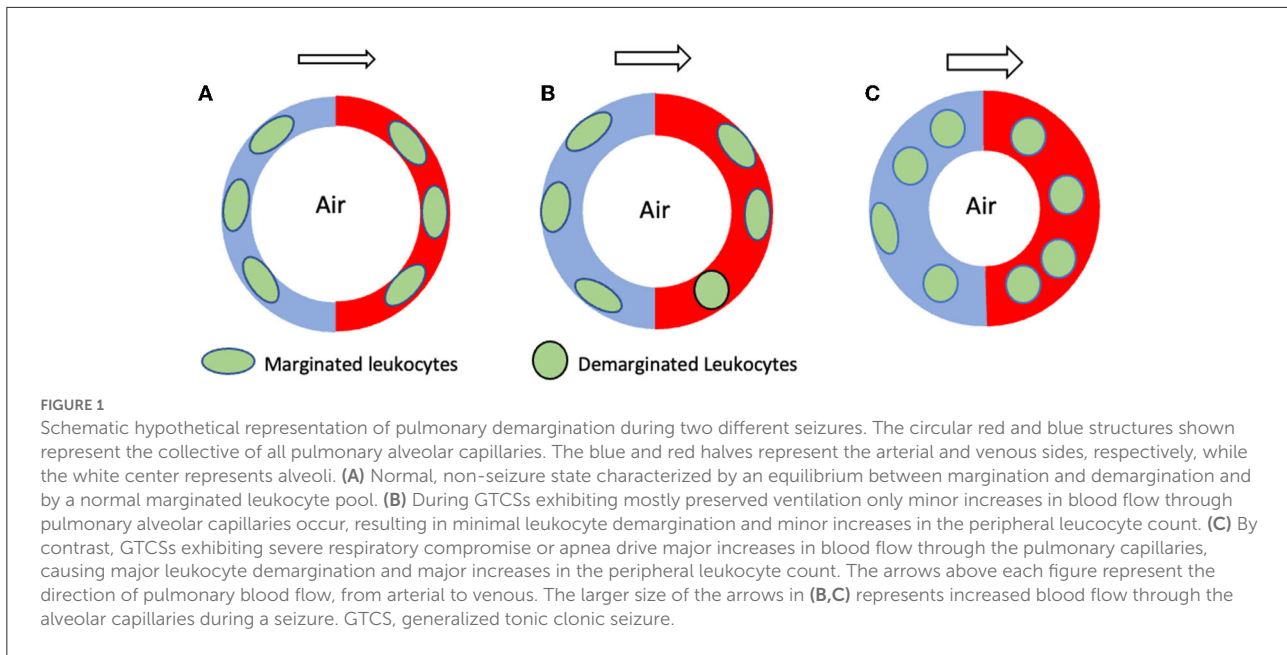 A
B
C
Air
Air
Air
Marginated leukocytes
Demarginated Leukocytes
FIGURE 1
Schematic hypothetical representation of pulmonary demargination during two different seizures. The circular red and blue structures shown
represent the collective of all pulmonary alveolar capillaries. The blue and red halves represent the arterial and venous sides, respectively, while
the white center represents alveoli. (A) Normal, non-seizure state characterized by an equilibrium between margination and demargination and
by a normal marginated leukocyte pool. (B) During GTCSs exhibiting mostly preserved ventilation only minor increases in blood flow through
pulmonary alveolar capillaries occur, resulting in minimal leukocyte demargination and minor increases in the peripheral leucocyte count. (C) By
contrast, GTCSs exhibiting severe respiratory compromise or apnea drive major increases in blood flow through the pulmonary capillaries,
causing major leukocyte demargination and major increases in the peripheral leukocyte count. The arrows above each figure represent the
direction of pulmonary blood flow, from arterial to venous. The larger size of the arrows in (B,C) represents increased blood flow through the
alveolar capillaries during a seizure. GTCS, generalized tonic clonic seizure.